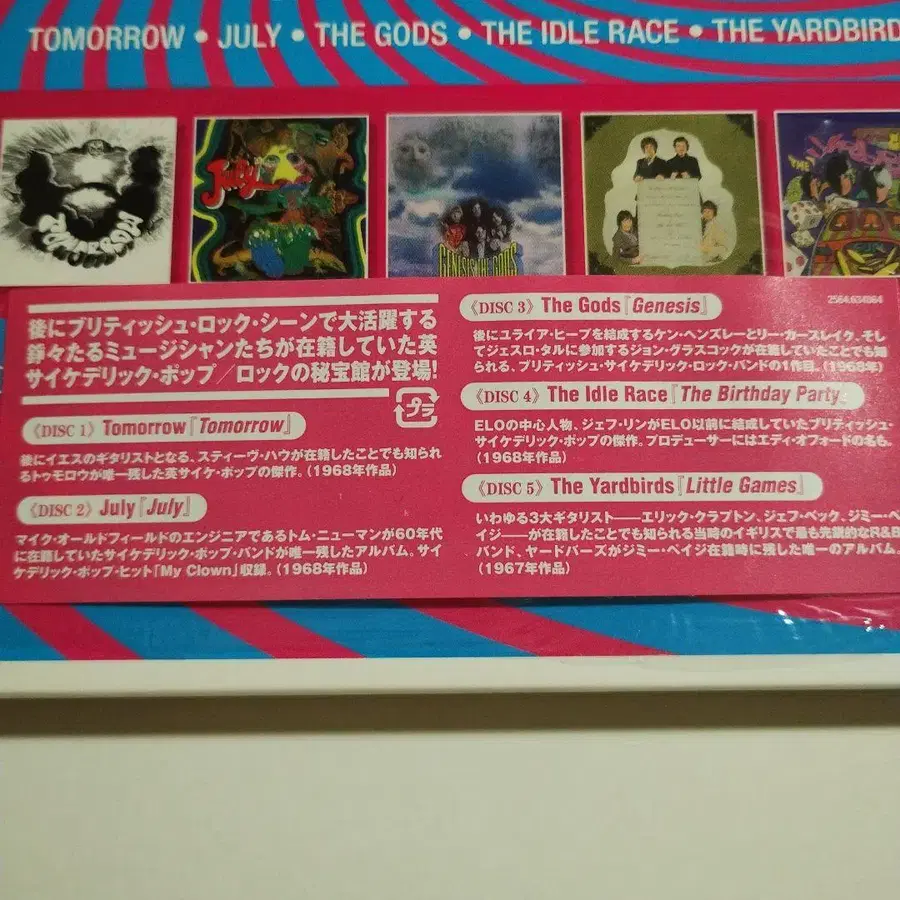 TOMORROW • JULY • THE GODS • THE IDLE RACE • THE YARDBIRD
TOMORROW
July
GENESIS THE GODS
THE
後にブリティッシュ・ロック・シーンで大活躍する
錚々たるミュージシャンたちが在籍していた英
サイケデリック・ポップ/ロックの秘宝館が登場!
プラ
《DISC 1》 Tomorrow『Tomorrow』
後にイエスのギタリストとなる、スティーヴ・ハウが在籍したことでも知られ
るトゥモロウが唯一残した英サイケ・ポップの傑作。(1968年作品)
《DISC 2》 July『July』
マイク・オールドフィールドのエンジニアであるトム・ニューマンが60年代
に在籍していたサイケデリック・ポップ・バンドが唯一残したアルバム。サイ
ケデリック・ポップ・ヒット「My Clown」収録。(1968年作品)
《DISC 3》 The Gods『Genesis』
2564.634864
後にユライア・ヒープを結成するケン・ヘンズレーとリー・カースレイク、そし
てジェスロ・タルに参加するジョン・グラスコックが在籍していたことでも知
られる、ブリティッシュ・サイケデリック・ロック・バンドの1作目。(1968年)
《DISC 4》 The Idle Race『The Birthday Party』
ELOの中心人物、ジェフ・リンがELO以前に結成していたブリティッシュ・
サイケデリック・ポップの傑作。プロデューサーにはエディ・オフォードの名も。
(1968年作品)
《DISC 5》 The Yardbirds『Little Games』
いわゆる3大ギタリスト――エリック・クラプトン、ジェフ・ベック、ジミー・ペ
イジ――が在籍したことでも知られる当時のイギリスで最も先鋭的なR&B
バンド、ヤードバーズがジミー・ペイジ在籍時に残した唯一のアルバム。
(1967年作品)